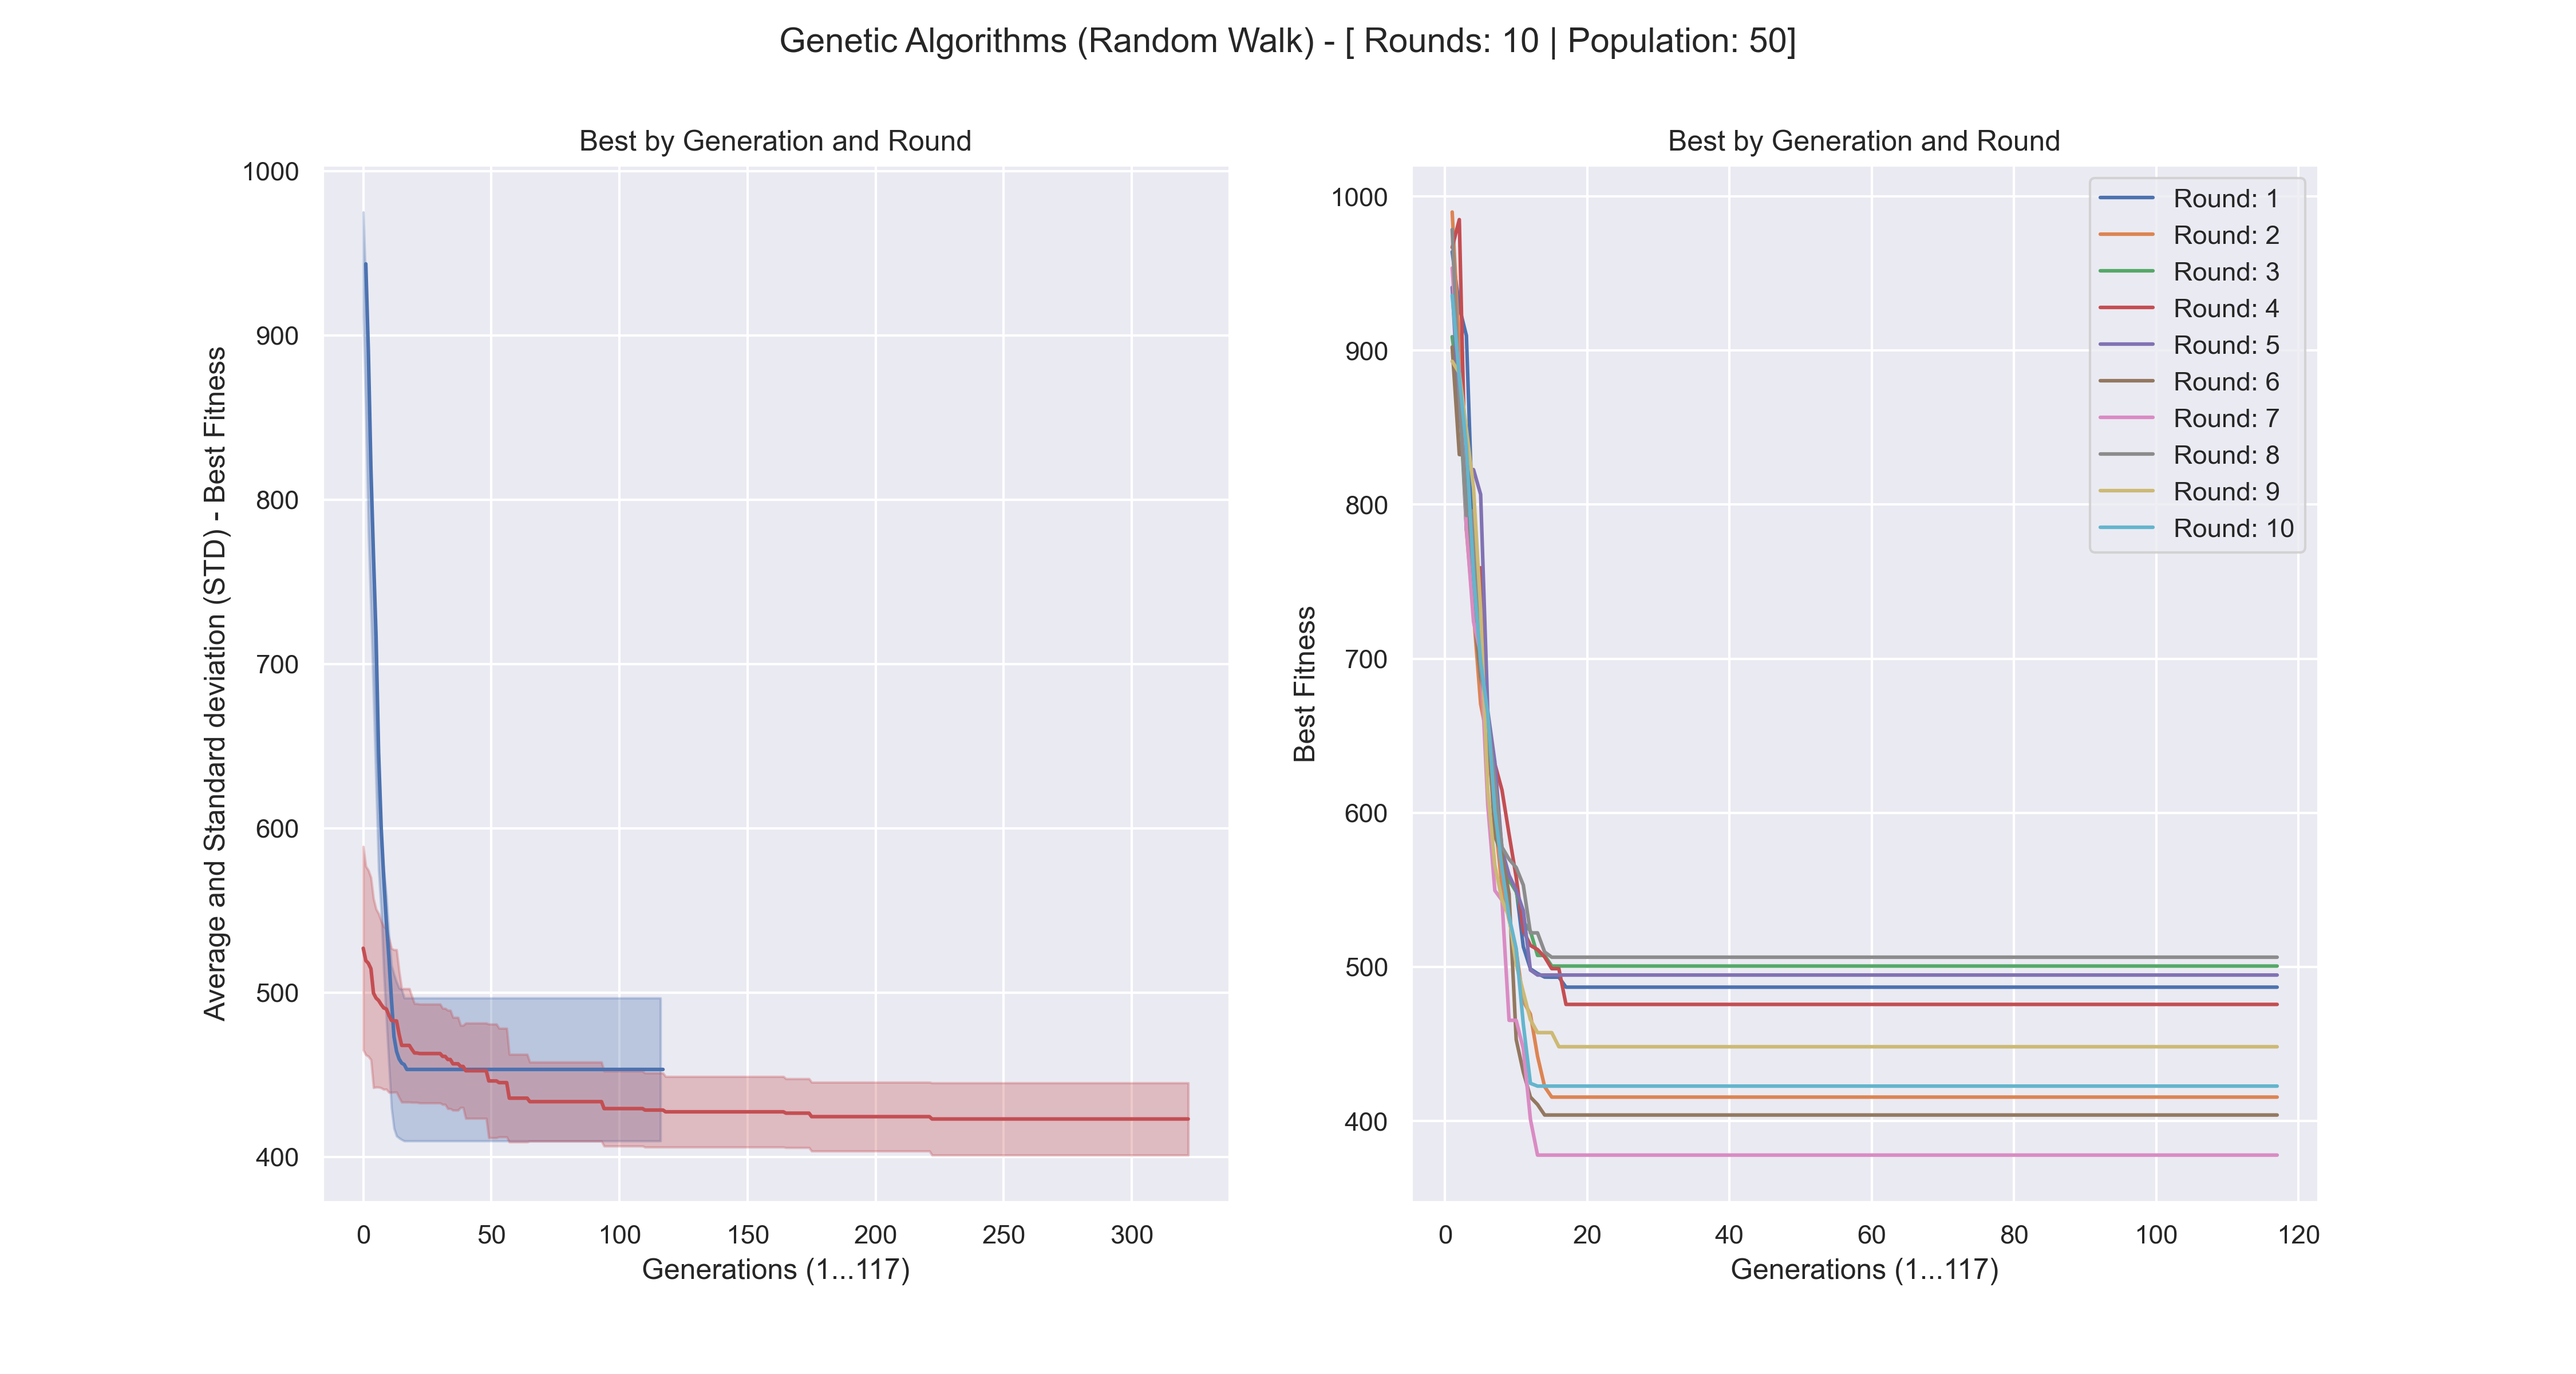 Genetic Algorithms (Random Walk) - [ Rounds: 10 | Population: 50]
Best by Generation and Round
1000
900
800
700
600
500
400
Average and Standard deviation (STD) - Best Fitness
0 50 100 150 200 250 300
Generations (1...117)
Best by Generation and Round
1000
900
800
700
600
500
400
Best Fitness
0 20 40 60 80 100 120
Generations (1...117)
Round: 1
Round: 2
Round: 3
Round: 4
Round: 5
Round: 6
Round: 7
Round: 8
Round: 9
Round: 10